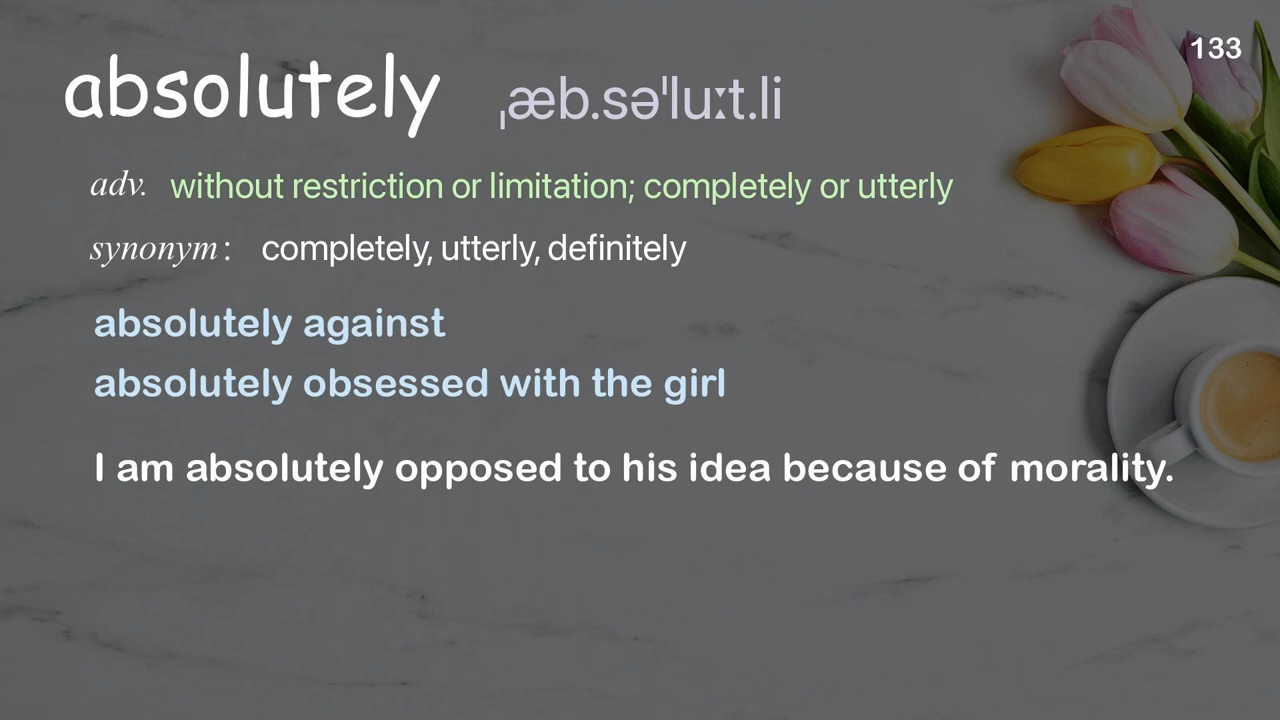 133
absolutely ˌæb.səˈluːt.li
adv. without restriction or limitation; completely or utterly
synonym: completely, utterly, definitely
absolutely against
absolutely obsessed with the girl
I am absolutely opposed to his idea because of morality.